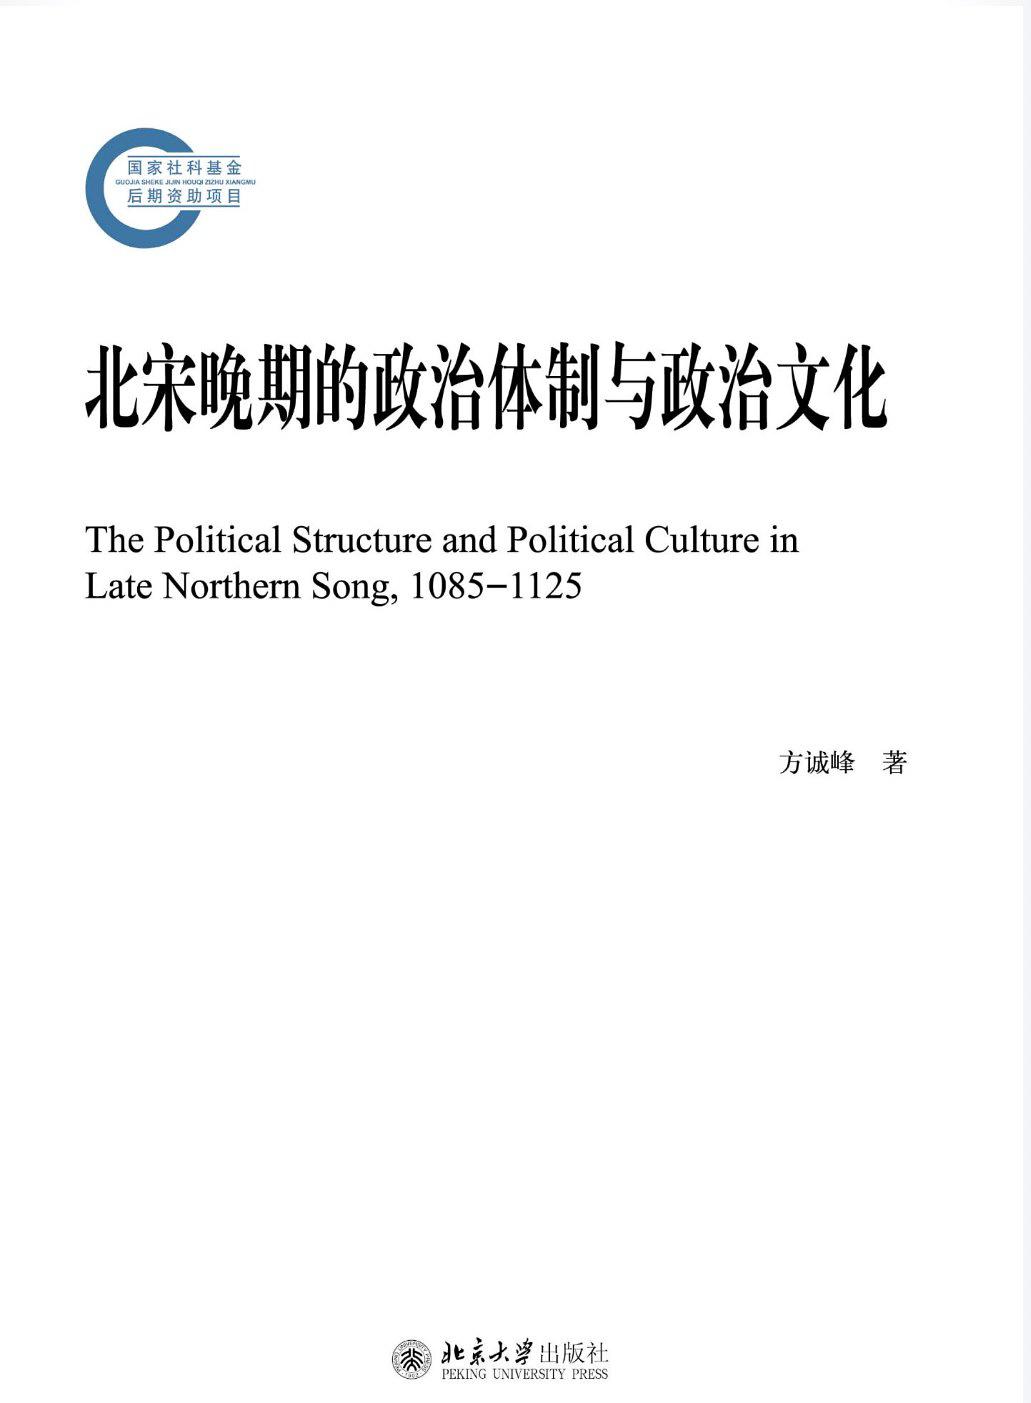 国家社科基金
GUOJIA SHEKE JIJIN HOUQI ZIZHU XIANGMU
后期资助项目
北宋晚期的政治体制与政治文化
The Political Structure and Political Culture in
Late Northern Song, 1085–1125
方诚峰 著
北京大学出版社
PEKING UNIVERSITY PRESS